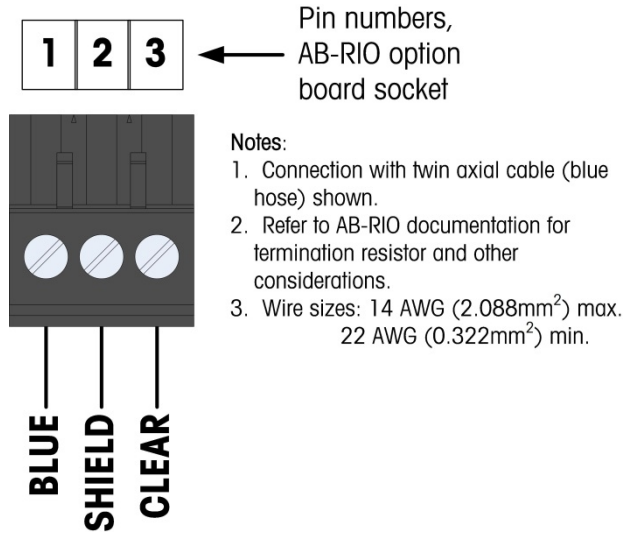 1 2 3
Pin numbers,
AB-RIO option
board socket
Notes:
1. Connection with twin axial cable (blue
hose) shown.
2. Refer to AB-RIO documentation for
termination resistor and other
considerations.
3. Wire sizes: 14 AWG (2.088mm²) max.
22 AWG (0.322mm²) min.
BLUE
SHIELD
CLEAR